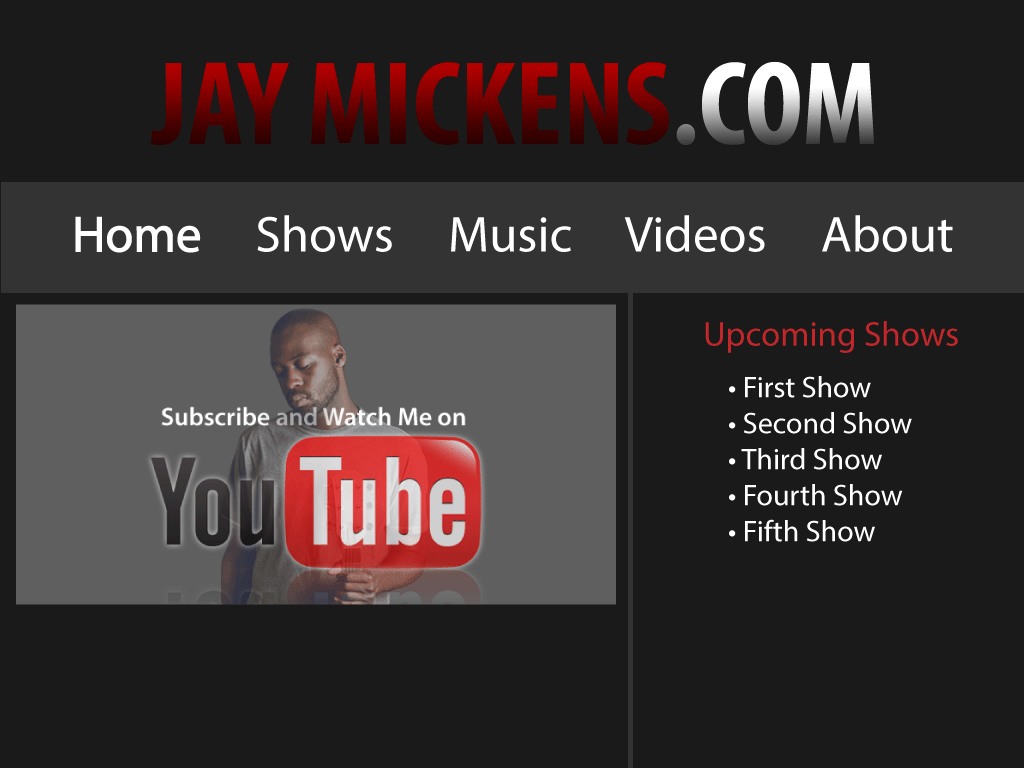 JAY MICKENS.COM
Home Shows Music Videos About
Subscribe and Watch Me on
YouTube
Upcoming Shows
• First Show
• Second Show
• Third Show
• Fourth Show
• Fifth Show